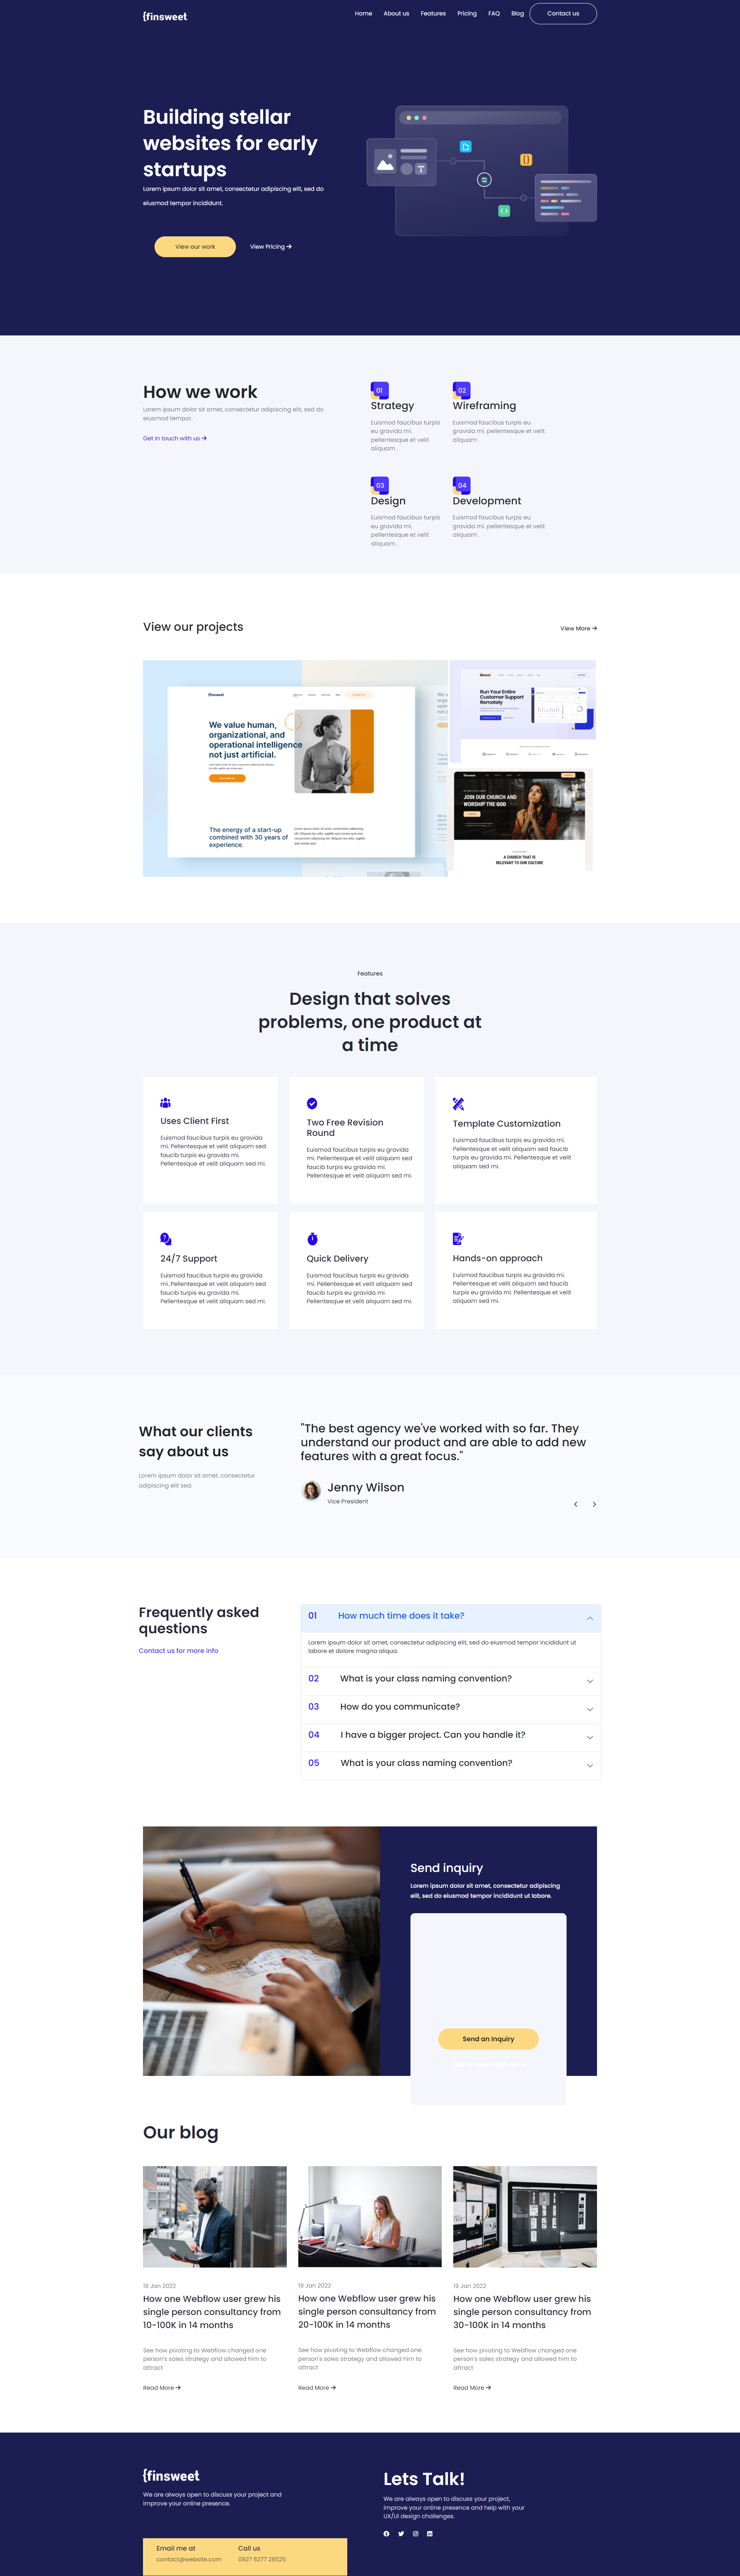 {finsweet
Home About us Features Pricing FAQ Blog Contact us
Building stellar
websites for early
startups
Lorem ipsum dolor sit amet, consectetur adipiscing elit, sed do
eiusmod tempor incididunt.
View our work View Pricing →
How we work
Lorem ipsum dolor sit amet, consectetur adipiscing elit, sed do
eiusmod tempor.
Get in touch with us →
01
Strategy
Euismod faucibus turpis
eu gravida mi.
pellentesque et velit
aliquam .
02
Wireframing
Euismod faucibus turpis eu
gravida mi. pellentesque et velit
aliquam .
03
Design
Euismod faucibus turpis
eu gravida mi.
pellentesque et velit
aliquam .
04
Development
Euismod faucibus turpis eu
gravida mi. pellentesque et velit
aliquam .
View our projects
View More →
finsweet
We value human,
organizational, and
operational intelligence
not just artificial.
The energy of a start-up
combined with 30 years of
experience.
Run Your Entire
Customer Support
Remotely
JOIN OUR CHURCH AND
WORSHIP THE GOD
A CHURCH THAT IS
RELEVANT TO OUR CULTURE
Features
Design that solves
problems, one product at
a time
Uses Client First
Euismod faucibus turpis eu gravida
mi. Pellentesque et velit aliquam sed
faucib turpis eu gravida mi.
Pellentesque et velit aliquam sed mi.
Two Free Revision
Round
Euismod faucibus turpis eu gravida
mi. Pellentesque et velit aliquam sed
faucib turpis eu gravida mi.
Pellentesque et velit aliquam sed mi.
Template Customization
Euismod faucibus turpis eu gravida mi.
Pellentesque et velit aliquam sed faucib
turpis eu gravida mi. Pellentesque et velit
aliquam sed mi.
24/7 Support
Euismod faucibus turpis eu gravida
mi. Pellentesque et velit aliquam sed
faucib turpis eu gravida mi.
Pellentesque et velit aliquam sed mi.
Quick Delivery
Euismod faucibus turpis eu gravida
mi. Pellentesque et velit aliquam sed
faucib turpis eu gravida mi.
Pellentesque et velit aliquam sed mi.
Hands-on approach
Euismod faucibus turpis eu gravida mi.
Pellentesque et velit aliquam sed faucib
turpis eu gravida mi. Pellentesque et velit
aliquam sed mi.
What our clients
say about us
Lorem ipsum dolor sit amet, consectetur
adipiscing elit sed.
"The best agency we've worked with so far. They
understand our product and are able to add new
features with a great focus."
Jenny Wilson
Vice President
Frequently asked
questions
Contact us for more info
01 How much time does it take?
Lorem ipsum dolor sit amet, consectetur adipiscing elit, sed do eiusmod tempor incididunt ut
labore et dolore magna aliqua.
02 What is your class naming convention?
03 How do you communicate?
04 I have a bigger project. Can you handle it?
05 What is your class naming convention?
Send inquiry
Lorem ipsum dolor sit amet, consectetur adipiscing
elit, sed do eiusmod tempor incididunt ut labore.
Send an Inquiry
Our blog
19 Jan 2022
How one Webflow user grew his
single person consultancy from
10-100K in 14 months
See how pivoting to Webflow changed one
person's sales strategy and allowed him to
attract
Read More →
19 Jan 2022
How one Webflow user grew his
single person consultancy from
20-100K in 14 months
See how pivoting to Webflow changed one
person's sales strategy and allowed him to
attract
Read More →
19 Jan 2022
How one Webflow user grew his
single person consultancy from
30-100K in 14 months
See how pivoting to Webflow changed one
person's sales strategy and allowed him to
attract
Read More →
{finsweet
We are always open to discuss your project and
improve your online presence.
Email me at Call us
contact@website.com 0927 6277 28525
Lets Talk!
We are always open to discuss your project,
improve your online presence and help with your
UX/UI design challenges.